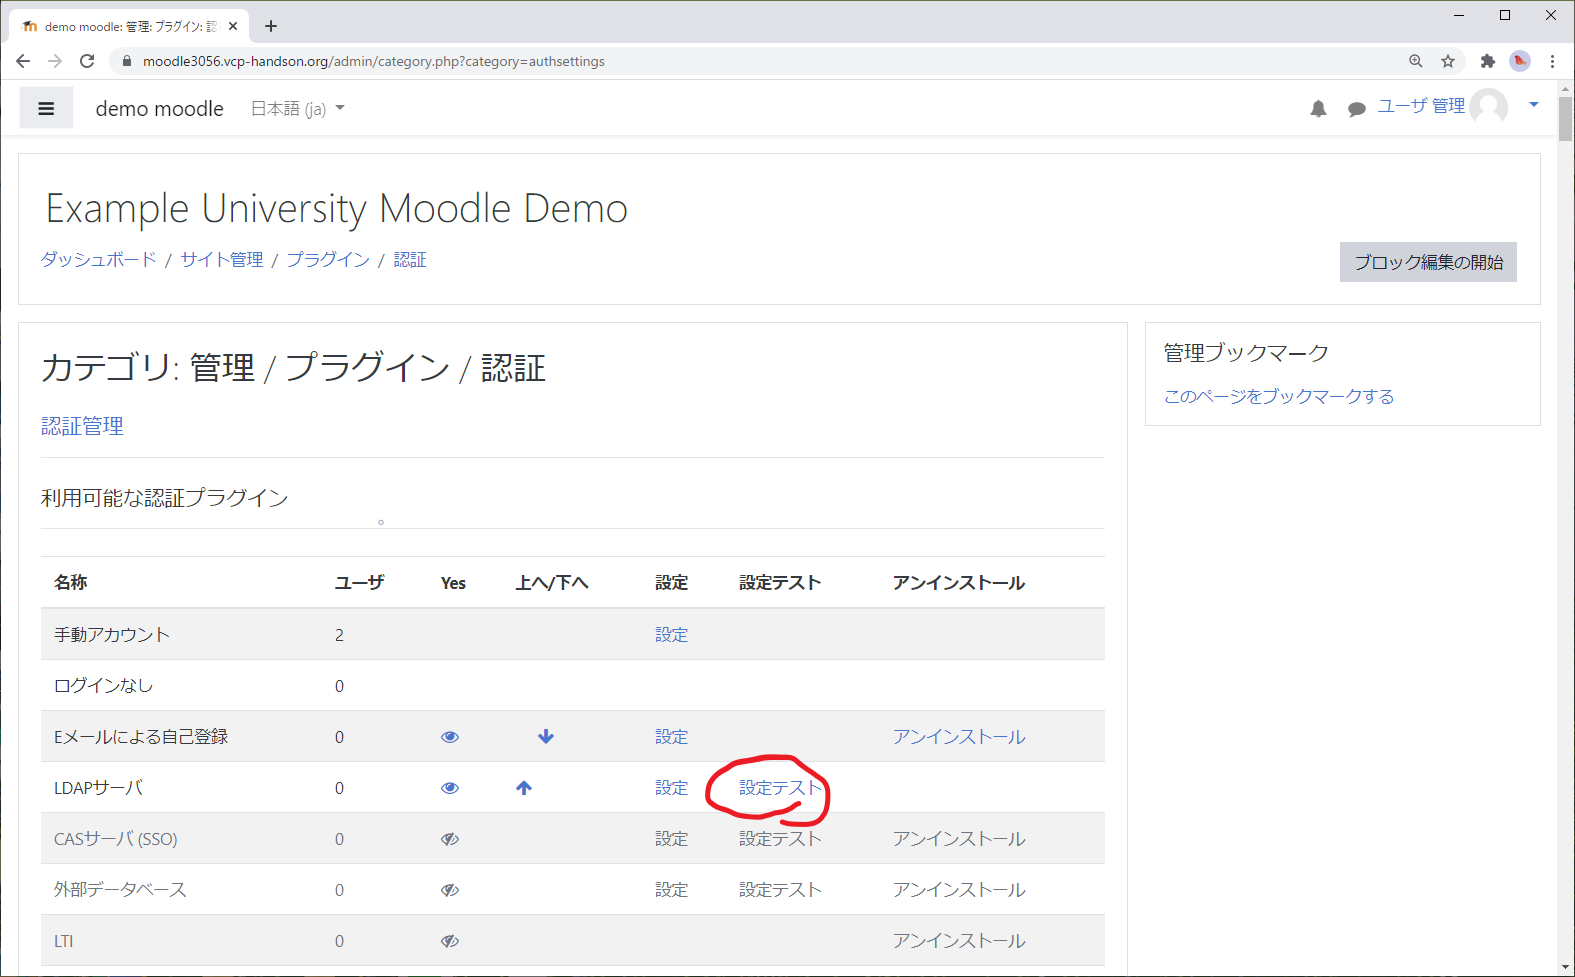 demo moodle: 管理: プラグイン: 認
moodle3056.vcp-handson.org/admin/category.php?category=authsettings
demo moodle 日本語 (ja) ユーザ 管理
Example University Moodle Demo
ダッシュボード / サイト管理 / プラグイン / 認証
ブロック編集の開始
カテゴリ: 管理 / プラグイン / 認証
管理ブックマーク
このページをブックマークする
認証管理
利用可能な認証プラグイン
。
名称 ユーザ Yes 上へ/下へ 設定 設定テスト アンインストール
手動アカウント 2 設定
ログインなし 0
Eメールによる自己登録 0 設定 アンインストール
LDAPサーバ 0 設定 設定テスト
CASサーバ (SSO) 0 設定 設定テスト アンインストール
外部データベース 0 設定 設定テスト アンインストール
LTI 0 アンインストール